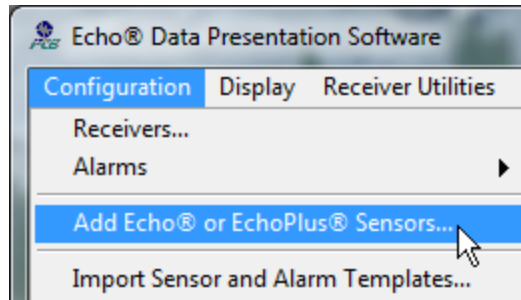 PCB
Echo® Data Presentation Software
Configuration Display Receiver Utilities
Receivers...
Alarms
Add Echo® or EchoPlus® Sensors...
Import Sensor and Alarm Templates...